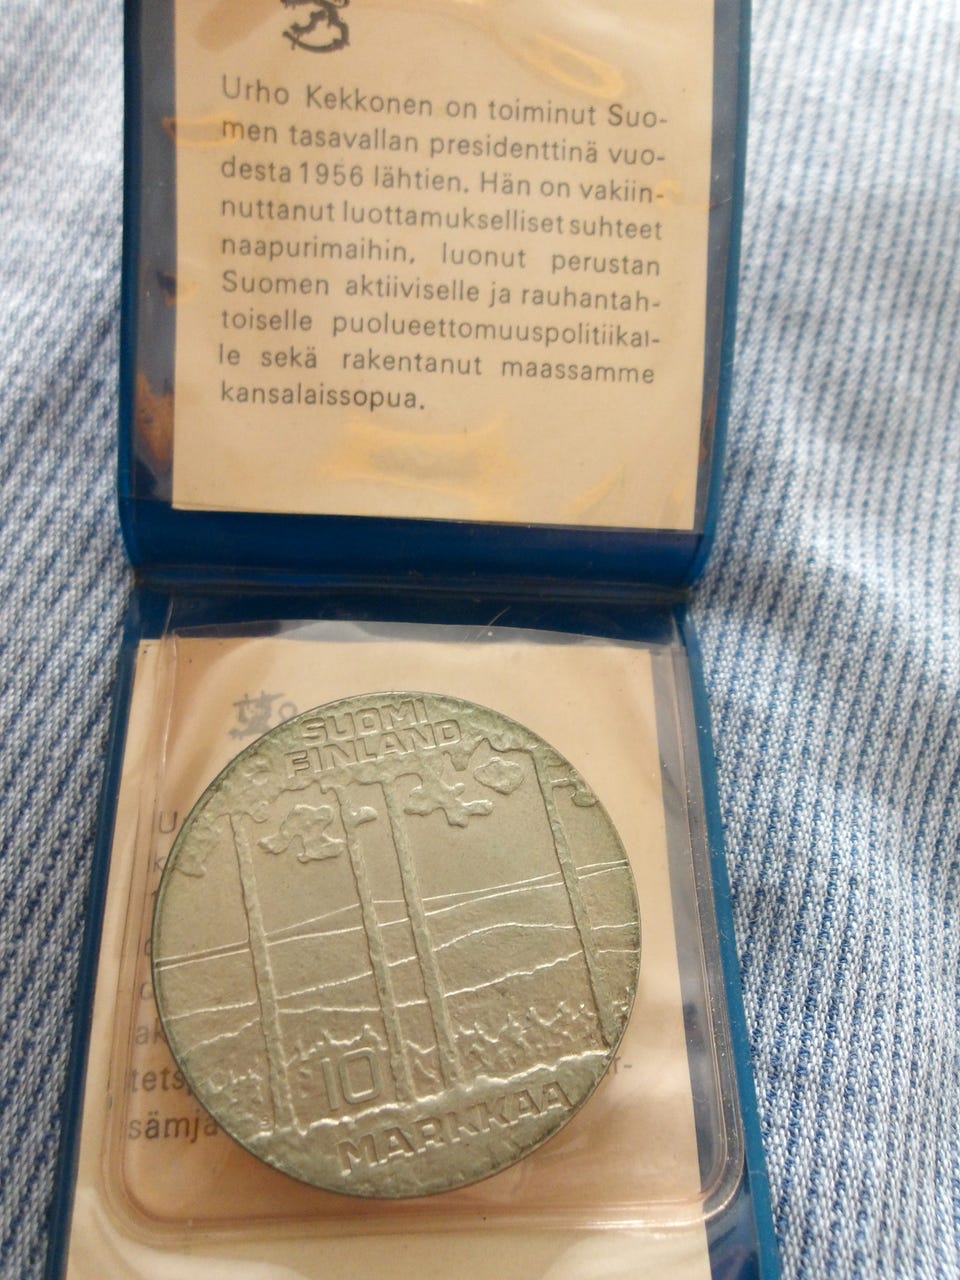 Urho Kekkonen on toiminut Suo-
men tasavallan presidenttinä vuo-
desta 1956 lähtien. Hän on vakiin-
nuttanut luottamukselliset suhteet
naapurimaihin, luonut perustan
Suomen aktiiviselle ja rauhantah-
toiselle puolueettomuuspolitiikal-
le sekä rakentanut maassamme
kansalaissopua.
SUOMI
FINLAND
10
MARKKAA